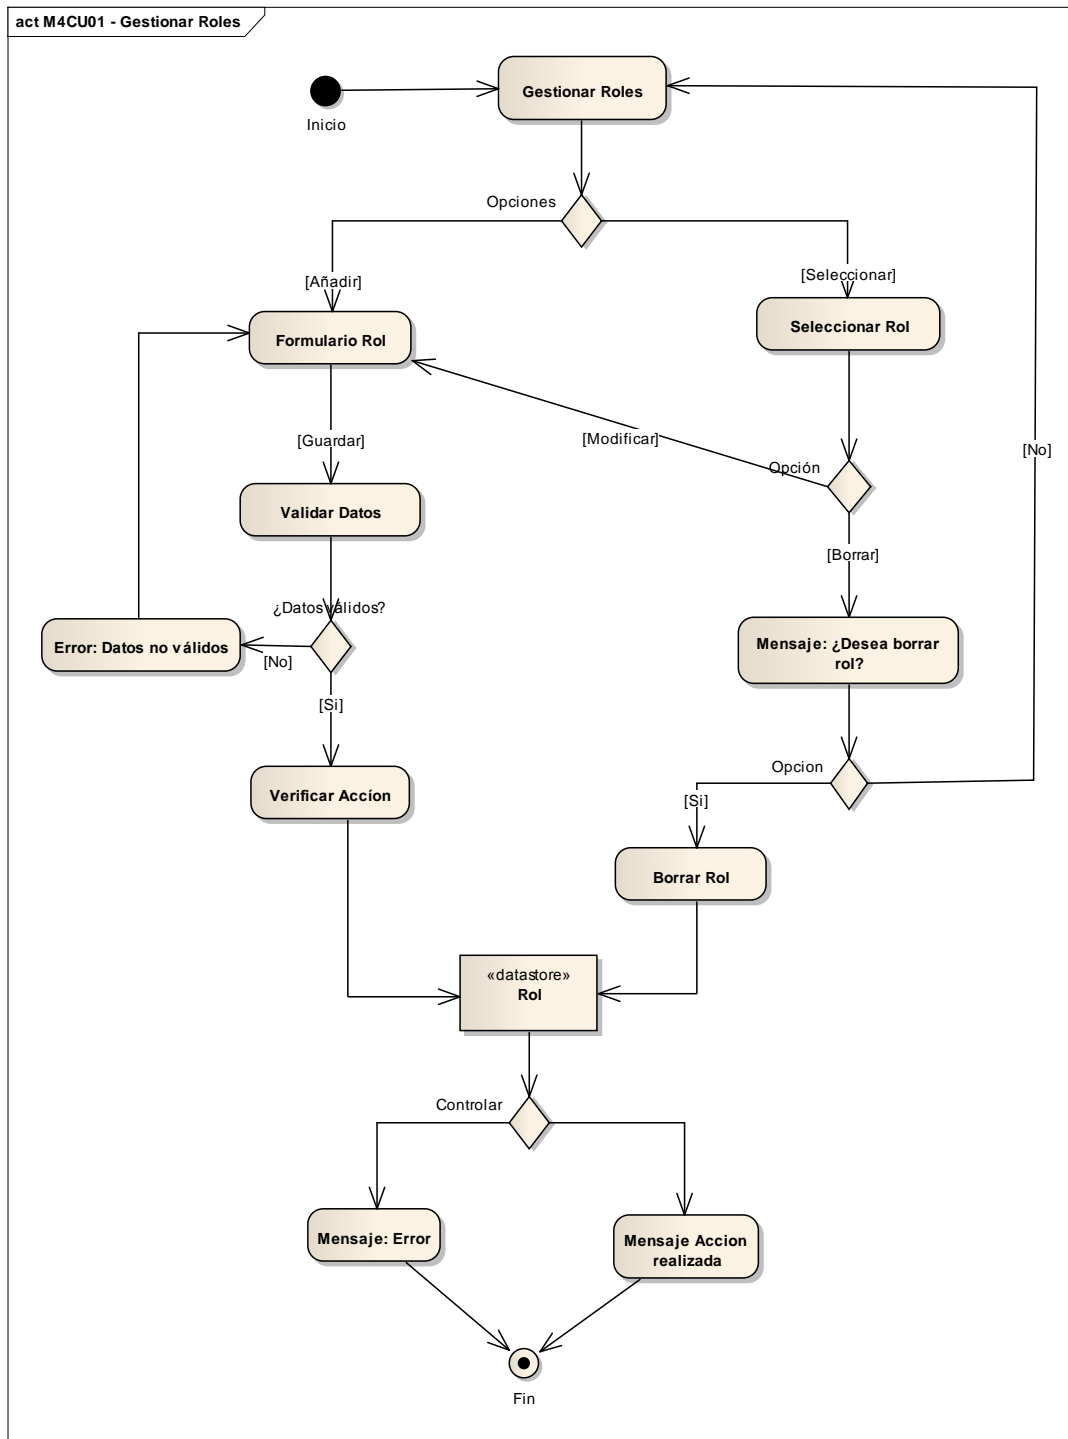 act M4CU01 - Gestionar Roles
Gestionar Roles
Inicio
Opciones
[Añadir]
[Seleccionar]
Formulario Rol
Seleccionar Rol
[Guardar]
[Modificar]
[No]
Opción
Validar Datos
[Borrar]
¿Datos válidos?
Error: Datos no válidos
[No]
Mensaje: ¿Desea borrar
rol?
[Si]
Opcion
Verificar Accíon
[Si]
Borrar Rol
«datastore»
Rol
Controlar
Mensaje: Error
Mensaje Accion
realizada
Fin